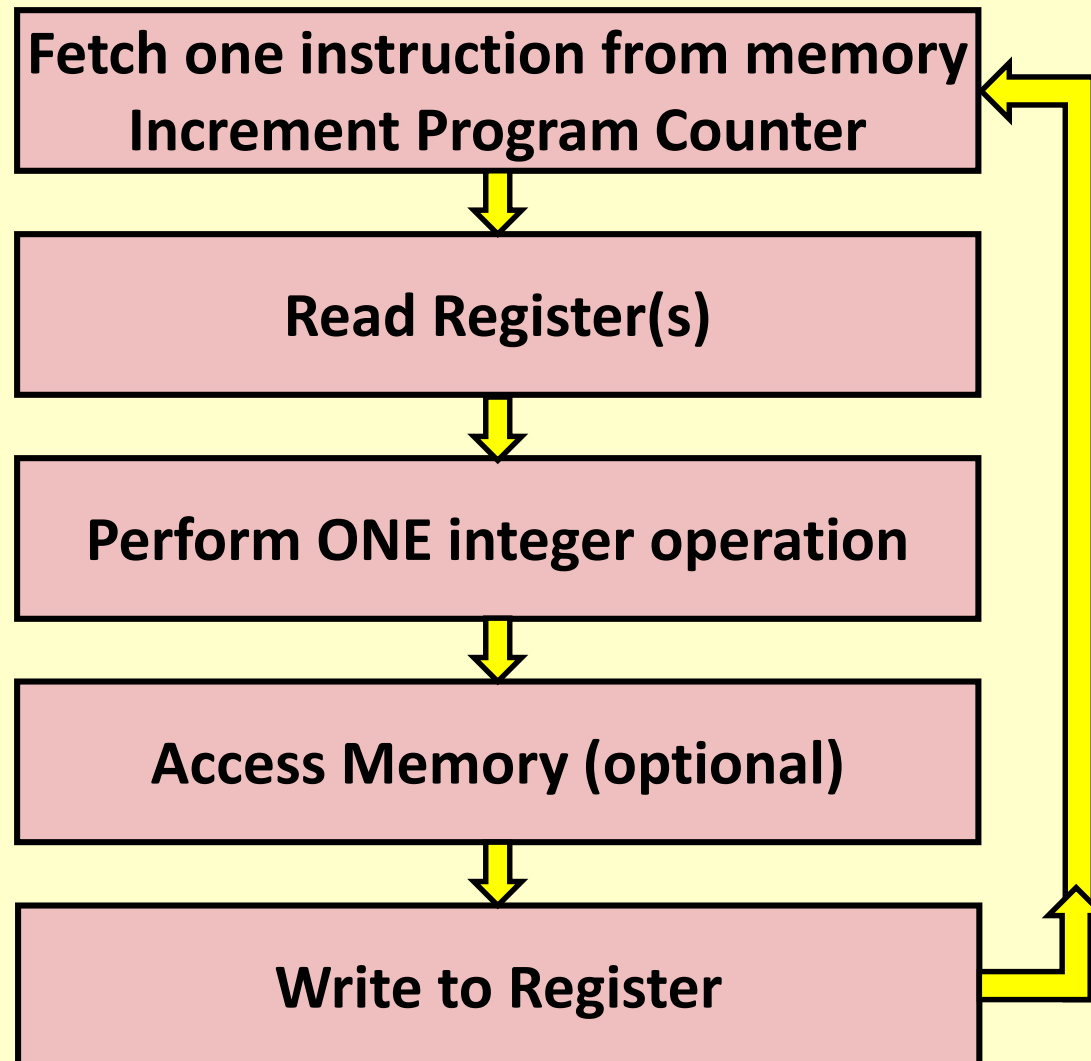 Fetch one instruction from memory
Increment Program Counter
Read Register(s)
Perform ONE integer operation
Access Memory (optional)
Write to Register